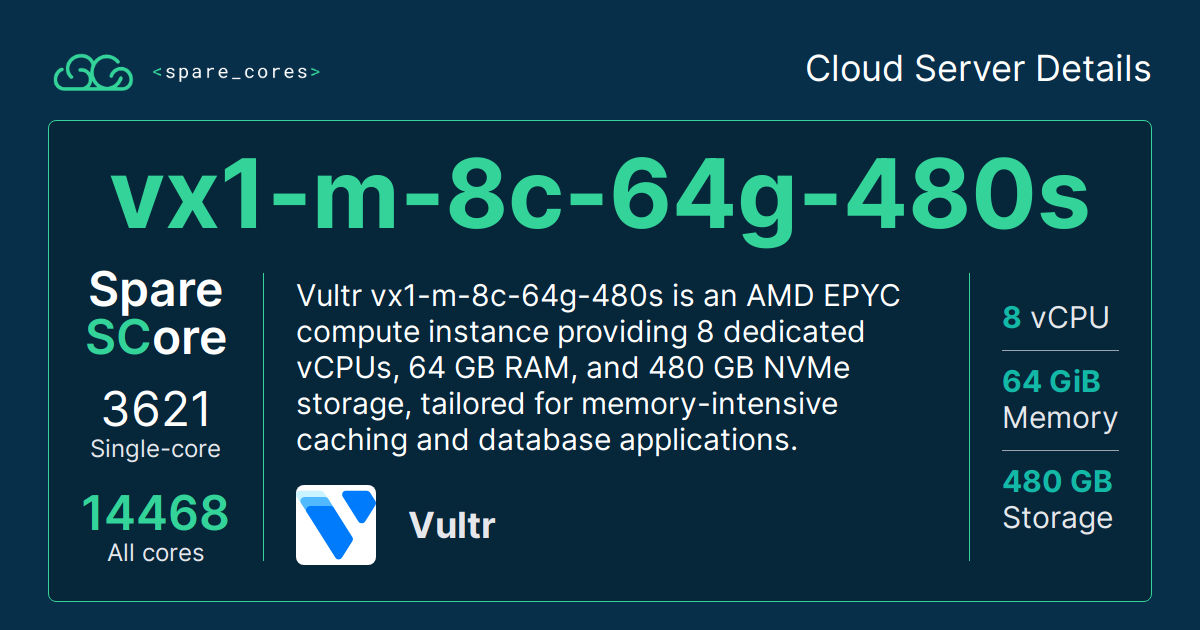 <spare_cores>
Cloud Server Details
vx1-m-8c-64g-480s
Spare
SCore
3621
Single-core
14468
All cores
Vultr vx1-m-8c-64g-480s is an AMD EPYC
compute instance providing 8 dedicated
vCPUs, 64 GB RAM, and 480 GB NVMe
storage, tailored for memory-intensive
caching and database applications.
Vultr
8 vCPU
64 GiB
Memory
480 GB
Storage